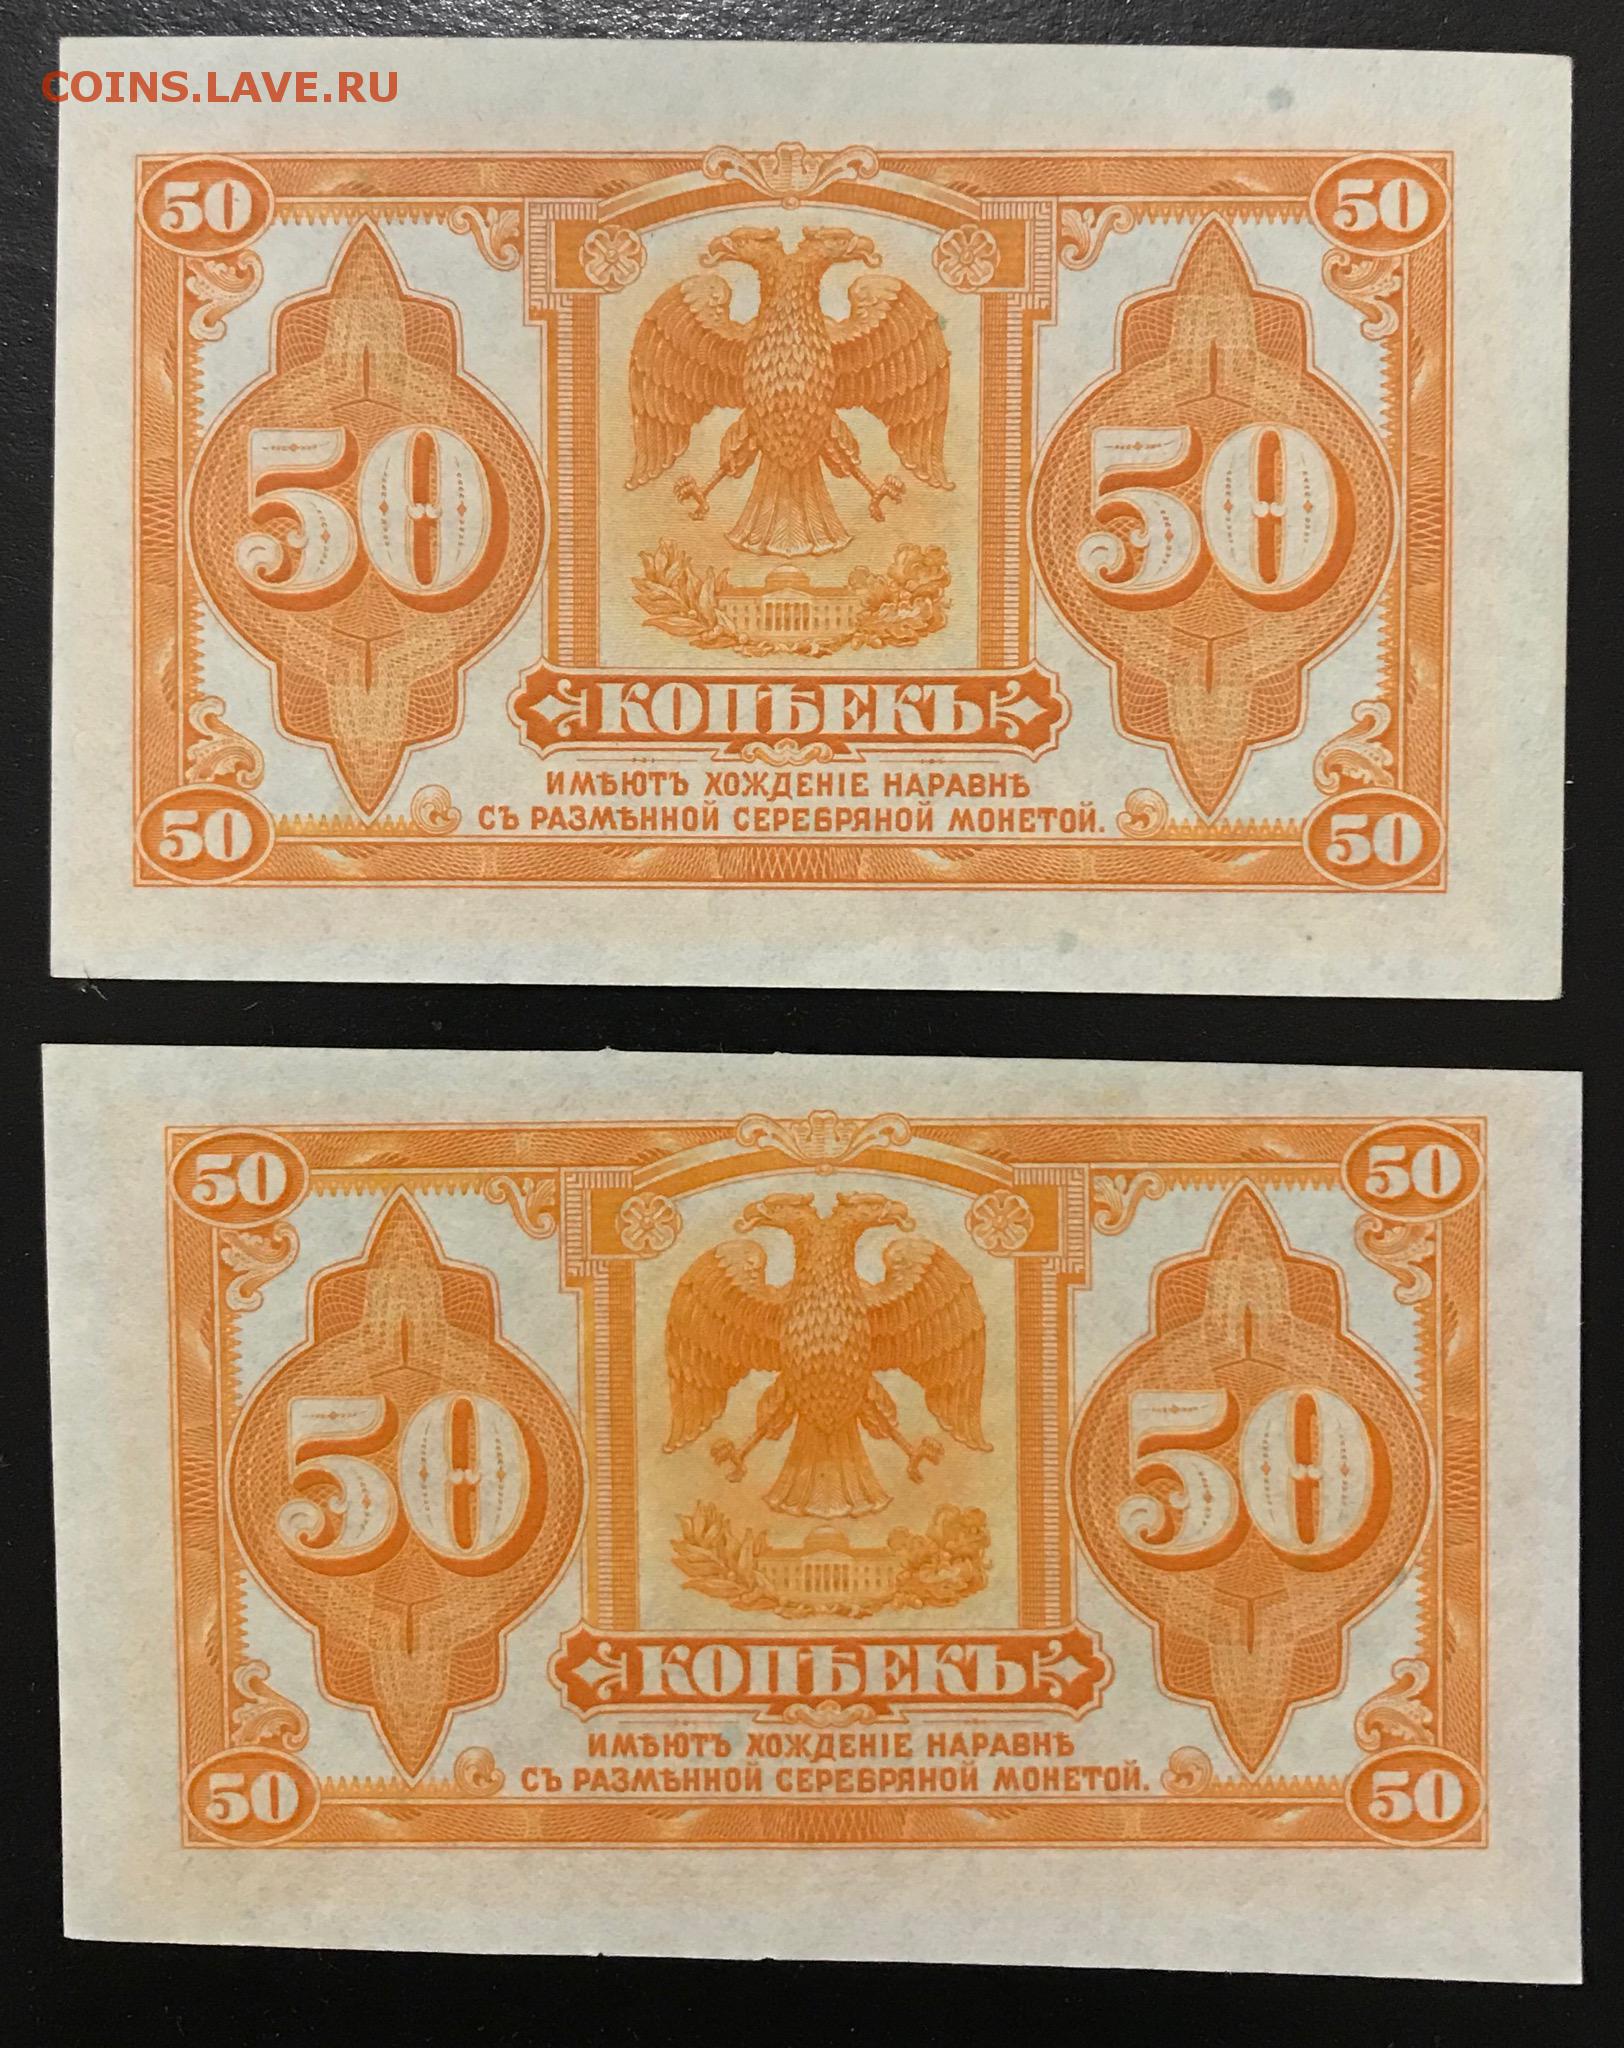 COINS.LAVE.RU
50 50
50 50
КОПѢЕКЪ
ИМѢЮТЪ ХОЖДЕНІЕ НАРАВНѢ
СЪ РАЗМѢННОЙ СЕРЕБРЯНОЙ МОНЕТОЙ.
50 50
50 50
50 50
КОПѢЕКЪ
ИМѢЮТЪ ХОЖДЕНІЕ НАРАВНѢ
СЪ РАЗМѢННОЙ СЕРЕБРЯНОЙ МОНЕТОЙ.
50 50